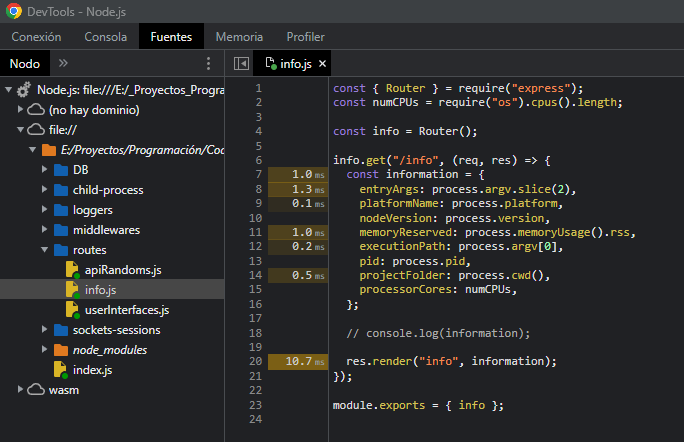 DevTools - Node.js
Conexión Consola Fuentes Memoria Profiler
Nodo » info.js ×
Node.js: file:///E:/_Proyectos_Progra
(no hay dominio)
file://
E:/Proyectos/Programación/Cod
DB
child-process
loggers
middlewares
routes
apiRandoms.js
info.js
userInterfaces.js
sockets-sessions
node_modules
index.js
wasm
1 const { Router } = require("express");
2 const numCPUs = require("os").cpus().length;
3
4 const info = Router();
5
6 info.get("/info", (req, res) => {
7 1.0 ms const information = {
8 1.3 ms entryArgs: process.argv.slice(2),
9 0.1 ms platformName: process.platform,
10 nodeVersion: process.version,
11 1.0 ms memoryReserved: process.memoryUsage().rss,
12 0.2 ms executionPath: process.argv[0],
13 pid: process.pid,
14 0.5 ms projectFolder: process.cwd(),
15 processorCores: numCPUs,
16 };
17
18 // console.log(information);
19
20 10.7 ms res.render("info", information);
21 });
22
23 module.exports = { info };
24